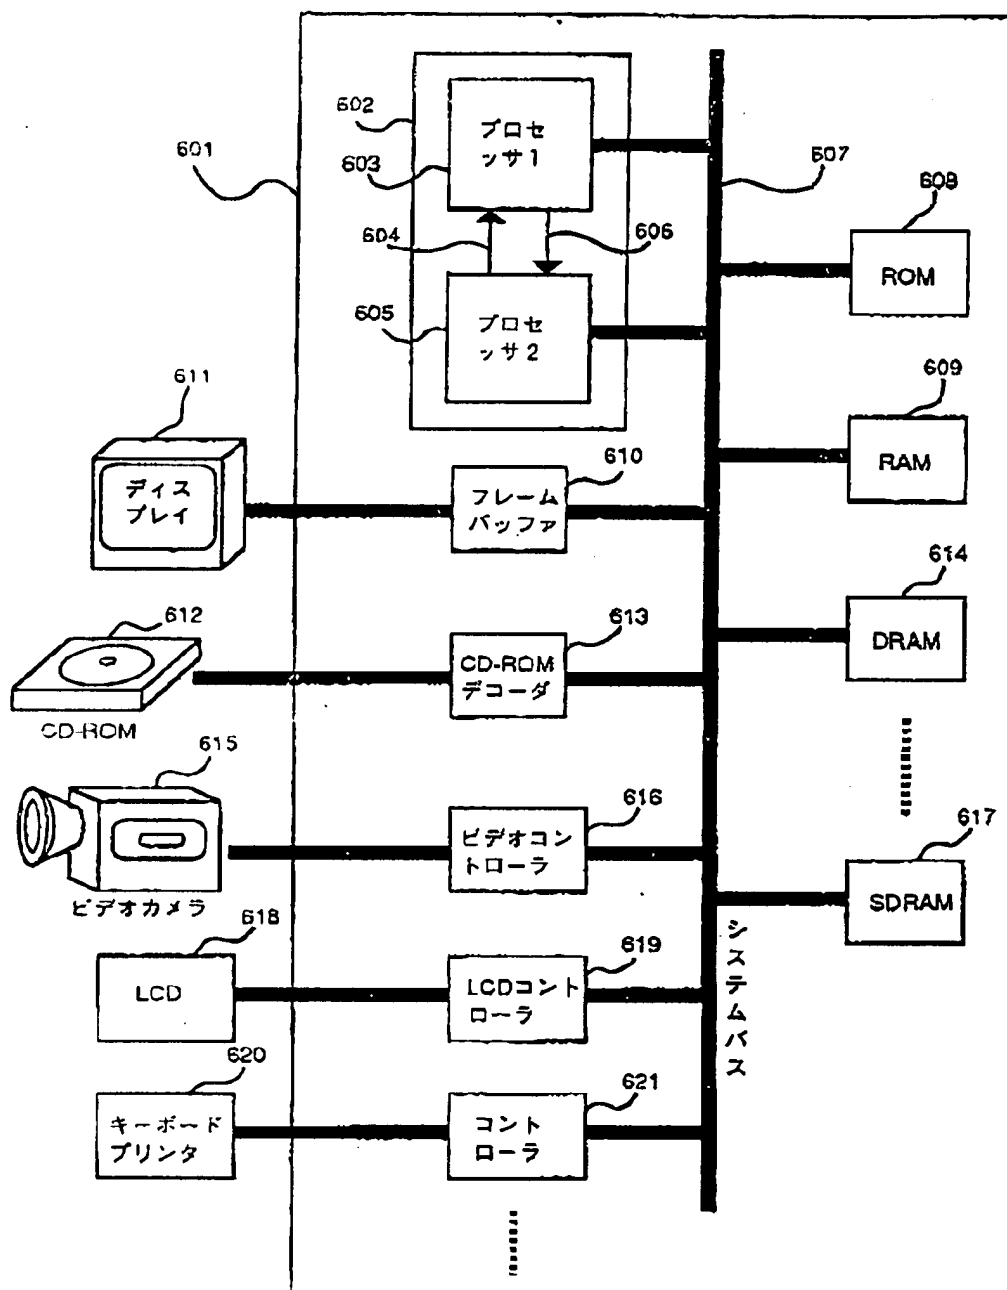 602
プロセ
ッサ1
601
603
607
608
ROM
604
606
605
プロセ
ッサ2
609
RAM
611
ディス
プレイ
610
フレーム
バッファ
614
DRAM
612
CD-ROM
613
CD-ROM
デコーダ
615
ビデオカメラ
616
ビデオコン
トローラ
617
SDRAM
システムバス
618
LCD
619
LCDコント
ローラ
620
キーボード
プリンタ
621
コント
ローラ